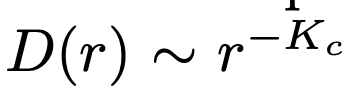 D(r) ∼ r^{-K_c}